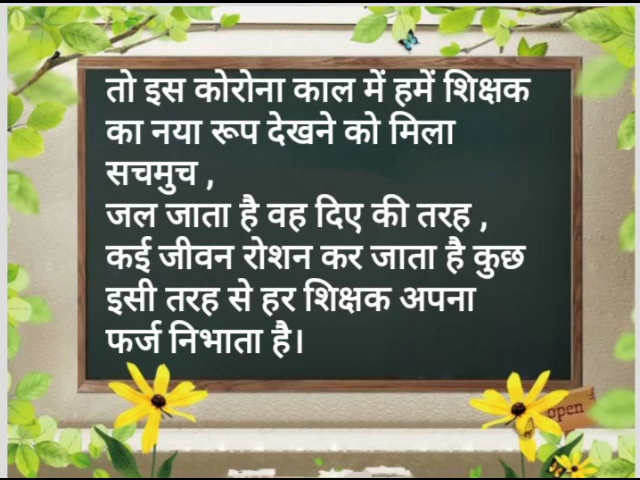 तो इस कोरोना काल में हमें शिक्षक
का नया रूप देखने को मिला
सचमुच ,
जल जाता है वह दिए की तरह ,
कई जीवन रोशन कर जाता है कुछ
इसी तरह से हर शिक्षक अपना
फर्ज निभाता है।
open